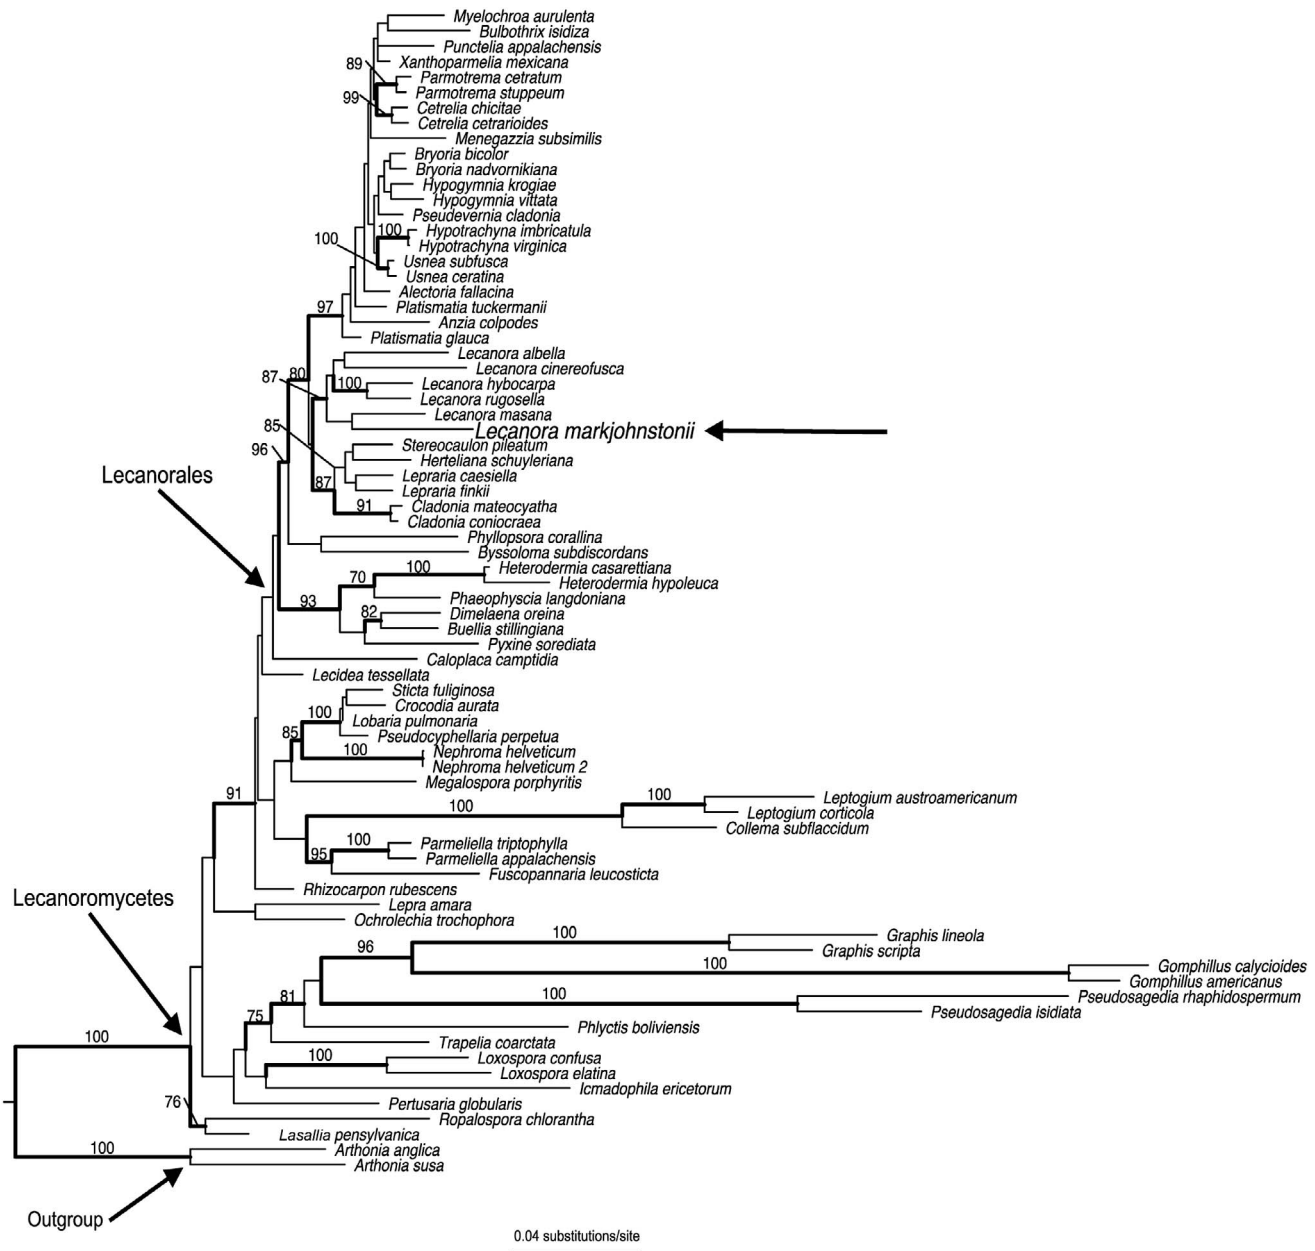 Myelochroa aurulenta
Bulbothrix isidiza
Punctelia appalachensis
Xanthoparmelia mexicana
89
Parmotrema cetratum
Parmotrema stuppeum
99
Cetrelia chicitae
Cetrelia cetrarioides
Menegazzia subsimilis
Bryoria bicolor
Bryoria nadvornikiana
Hypogymnia krogiae
Hypogymnia vittata
Pseudevernia cladonia
100
Hypotrachyna imbricatula
100
Hypotrachyna virginica
Usnea subfusca
Usnea ceratina
Alectoria fallacina
97
Platismatia tuckermanii
Anzia colpodes
Platismatia glauca
Lecanora albella
80
Lecanora cinereofusca
87
100
Lecanora hybocarpa
Lecanora rugosella
Lecanora masana
85
Lecanora markjohnstonii
96
Stereocaulon pileatum
Herteliana schuyleriana
Lecanorales
Lepraria caesiella
87
Lepraria finkii
91
Cladonia mateocyatha
Cladonia coniocraea
Phyllopsora corallina
Byssoloma subdiscordans
100
Heterodermia casarettiana
70
Heterodermia hypoleuca
93
Phaeophyscia langdoniana
82
Dimelaena oreina
Buellia stillingiana
Pyxine sorediata
Caloplaca camptidia
Lecidea tessellata
Sticta fuliginosa
Crocodia aurata
100
Lobaria pulmonaria
85
Pseudocyphellaria perpetua
100
Nephroma helveticum
Nephroma helveticum 2
Megalospora porphyritis
91
100
100
Leptogium austroamericanum
Leptogium corticola
Collema subflaccidum
100
Parmeliella triptophylla
95
Parmeliella appalachensis
Fuscopannaria leucosticta
Rhizocarpon rubescens
Lecanoromycetes
Lepra amara
Ochrolechia trochophora
100
Graphis lineola
96
Graphis scripta
100
Gomphillus calycioides
Gomphillus americanus
81
100
Pseudosagedia rhaphidospermum
Pseudosagedia isidiata
75
Phlyctis boliviensis
100
Trapelia coarctata
100
Loxospora confusa
Loxospora elatina
Icmadophila ericetorum
76
Pertusaria globularis
Ropalospora chlorantha
Lasallia pensylvanica
100
Arthonia anglica
Arthonia susa
Outgroup
0.04 substitutions/site